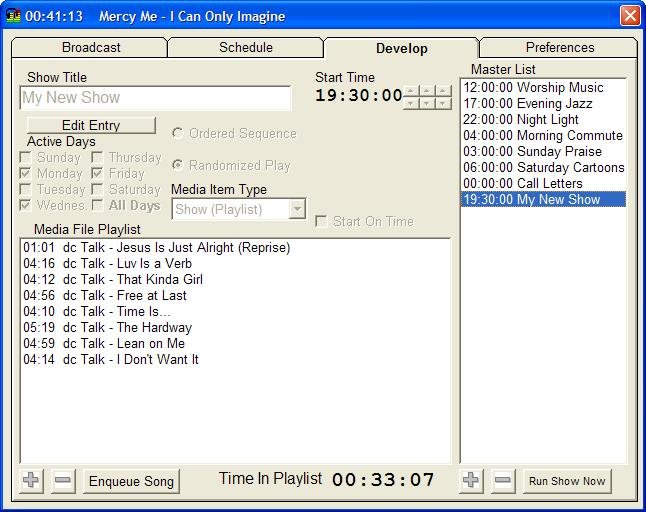 00:41:13 Mercy Me - I Can Only Imagine
Broadcast Schedule Develop Preferences
Show Title
My New Show
Start Time
19:30:00
Edit Entry
Ordered Sequence
Randomized Play
Active Days
Sunday Thursday
Monday Friday
Tuesday Saturday
Wednes. All Days
Media Item Type
Show (Playlist)
Start On Time
Media File Playlist
01:01 dc Talk - Jesus Is Just Alright (Reprise)
04:16 dc Talk - Luv Is a Verb
04:12 dc Talk - That Kinda Girl
04:56 dc Talk - Free at Last
04:10 dc Talk - Time Is...
05:19 dc Talk - The Hardway
04:59 dc Talk - Lean on Me
04:14 dc Talk - I Don't Want It
Enqueue Song
Time In Playlist 00:33:07
Master List
12:00:00 Worship Music
17:00:00 Evening Jazz
22:00:00 Night Light
04:00:00 Morning Commute
03:00:00 Sunday Praise
06:00:00 Saturday Cartoons
00:00:00 Call Letters
19:30:00 My New Show
Run Show Now